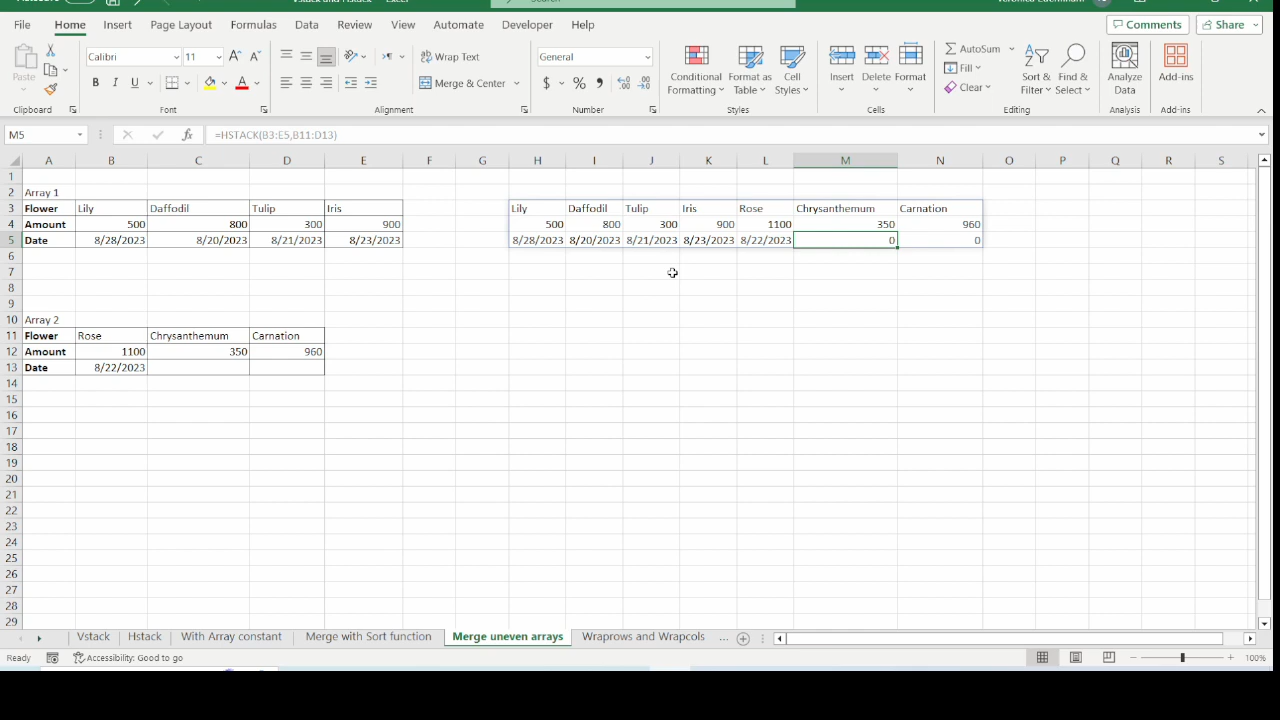 File Home Insert Page Layout Formulas Data Review View Automate Developer Help Comments Share
Calibri 11 Wrap Text General AutoSum
Paste B I U A Merge & Center $ % Conditional Formatting Format as Table Cell Styles Insert Delete Format Fill Clear Sort & Filter Find & Select Analyze Data Add-ins
Clipboard Font Alignment Number Styles Cells Editing Analysis Add-ins
M5 fx =HSTACK(B3:E5,B11:D13)
A B C D E F G H I J K L M N O P Q R S
1
2 Array 1
3 Flower Lily Daffodil Tulip Iris Lily Daffodil Tulip Iris Rose Chrysanthemum Carnation
4 Amount 500 800 300 900 500 800 300 900 1100 350 960
5 Date 8/28/2023 8/20/2023 8/21/2023 8/23/2023 8/28/2023 8/20/2023 8/21/2023 8/23/2023 8/22/2023 0 0
6
7
8
9
10 Array 2
11 Flower Rose Chrysanthemum Carnation
12 Amount 1100 350 960
13 Date 8/22/2023
14
15
16
17
18
19
20
21
22
23
24
25
26
27
28
29
Vstack Hstack With Array constant Merge with Sort function Merge uneven arrays Wraprows and Wrapcols ...
Ready Accessibility: Good to go 100%